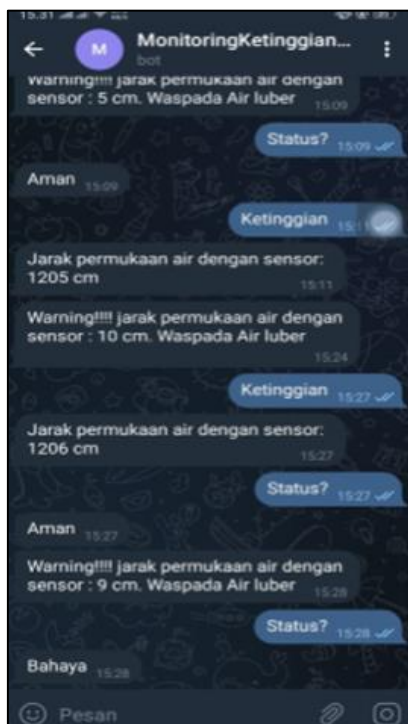 15.31
M
MonitoringKetinggian...
bot
Warning!!!! jarak permukaan air dengan
sensor : 5 cm. Waspada Air luber
15:09
Status?
15:09
Aman
15:09
Ketinggian
15:11
Jarak permukaan air dengan sensor:
1205 cm
15:11
Warning!!!! jarak permukaan air dengan
sensor : 10 cm. Waspada Air luber
15:24
Ketinggian
15:27
Jarak permukaan air dengan sensor:
1206 cm
15:27
Status?
15:27
Aman
15:27
Warning!!!! jarak permukaan air dengan
sensor : 9 cm. Waspada Air luber
15:28
Status?
15:28
Bahaya
15:28
Pesan